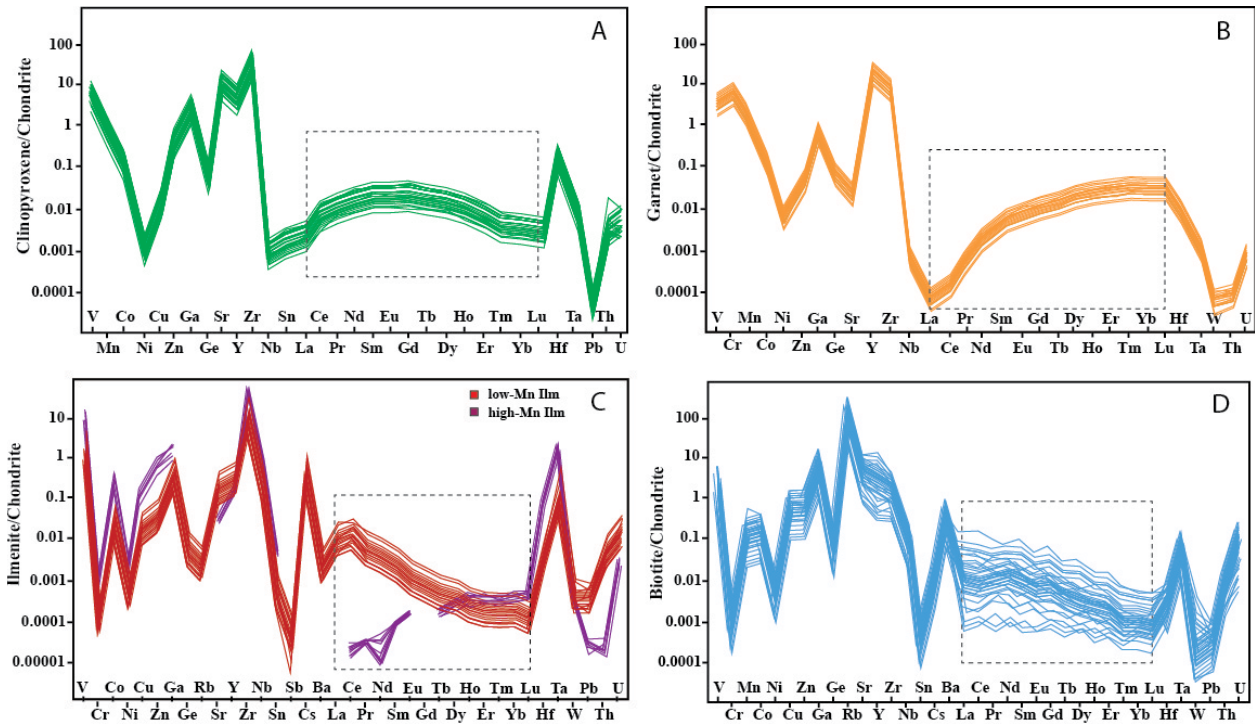 A
100
10
1
0.1
0.01
0.001
0.0001
Clinopyroxene/Chondrite
V Co Cu Ga Sr Zr Sn Ce Nd Eu Tb Ho Tm Lu Ta Th
Mn Ni Zn Ge Y Nb La Pr Sm Gd Dy Er Yb Hf Pb U
B
100
10
1
0.1
0.01
0.001
0.0001
Garnet/Chondrite
V Mn Ni Ga Sr Zr La Pr Sm Gd Dy Er Yb Hf W U
Cr Co Zn Ge Y Nb Ce Nd Eu Tb Ho Tm Lu Ta Th
C
low-Mn Ilm
high-Mn Ilm
10
1
0.1
0.01
0.001
0.0001
0.00001
Ilmenite/Chondrite
V Co Cu Ga Rb Y Nb Sb Ba Ce Nd Eu Tb Ho Tm Lu Ta Pb U
Cr Ni Zn Ge Sr Zr Sn Cs La Pr Sm Gd Dy Er Yb Hf W Th
D
100
10
1
0.1
0.01
0.001
0.0001
Biotite/Chondrite
V Mn Ni Zn Ge Sr Zr Sn Ba Ce Nd Eu Tb Ho Tm Lu Ta Pb U
Cr Co Cu Ga Rb Y Nb Cs La Pr Sm Gd Dy Er Yb Hf W Th